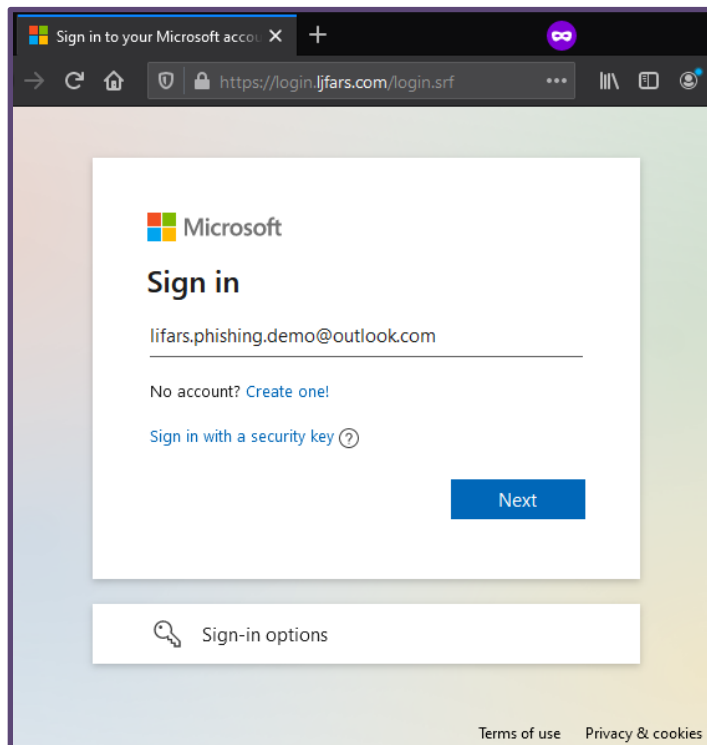 Sign in to your Microsoft accou
https://login.ljfars.com/login.srf
Microsoft
Sign in
lifars.phishing.demo@outlook.com
No account? Create one!
Sign in with a security key ?
Next
Sign-in options
Terms of use Privacy & cookies